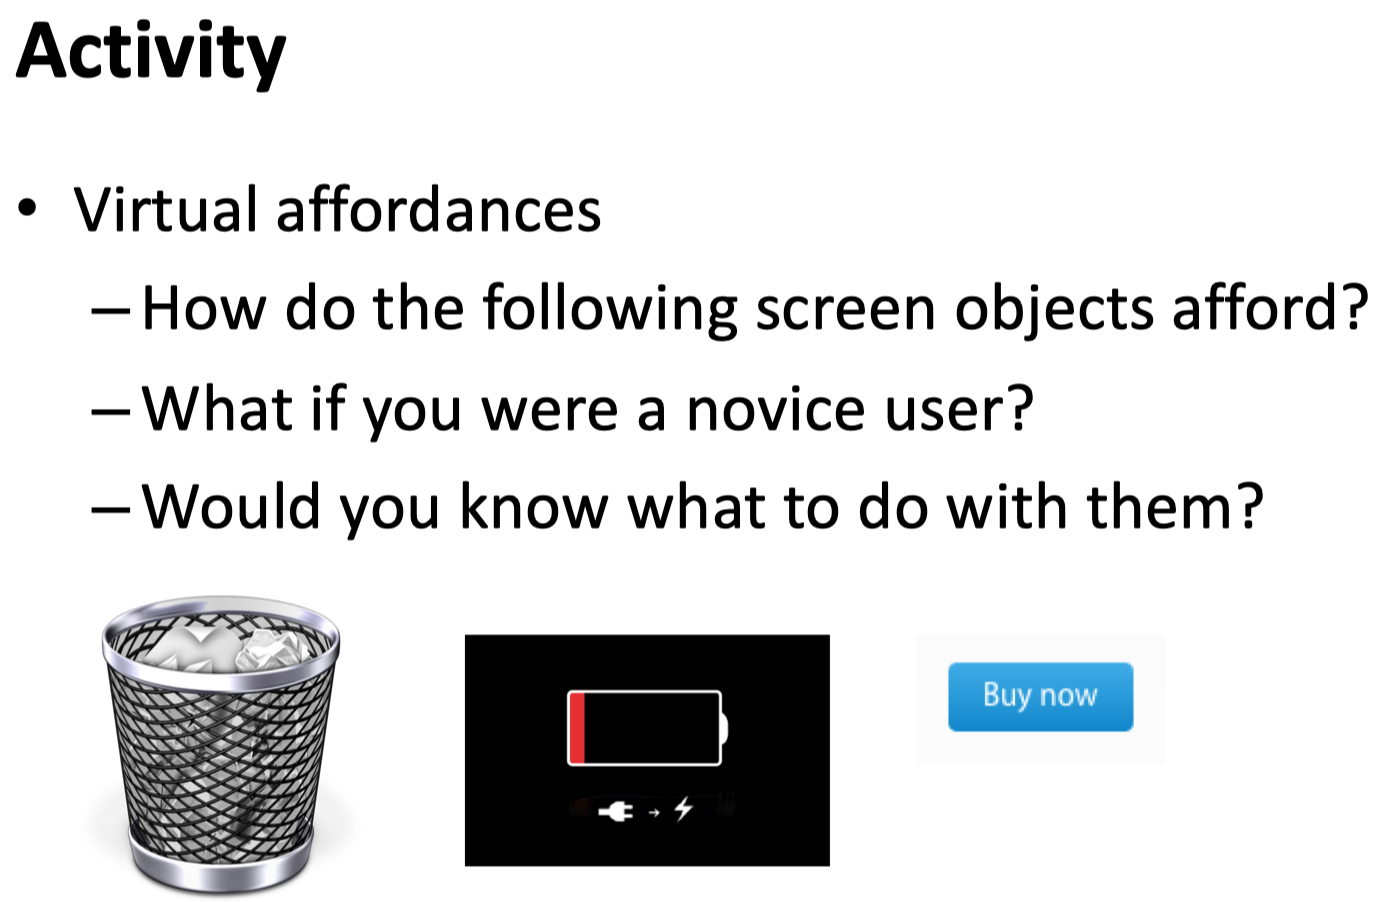 Activity
• Virtual affordances
– How do the following screen objects afford?
– What if you were a novice user?
– Would you know what to do with them?
Buy now